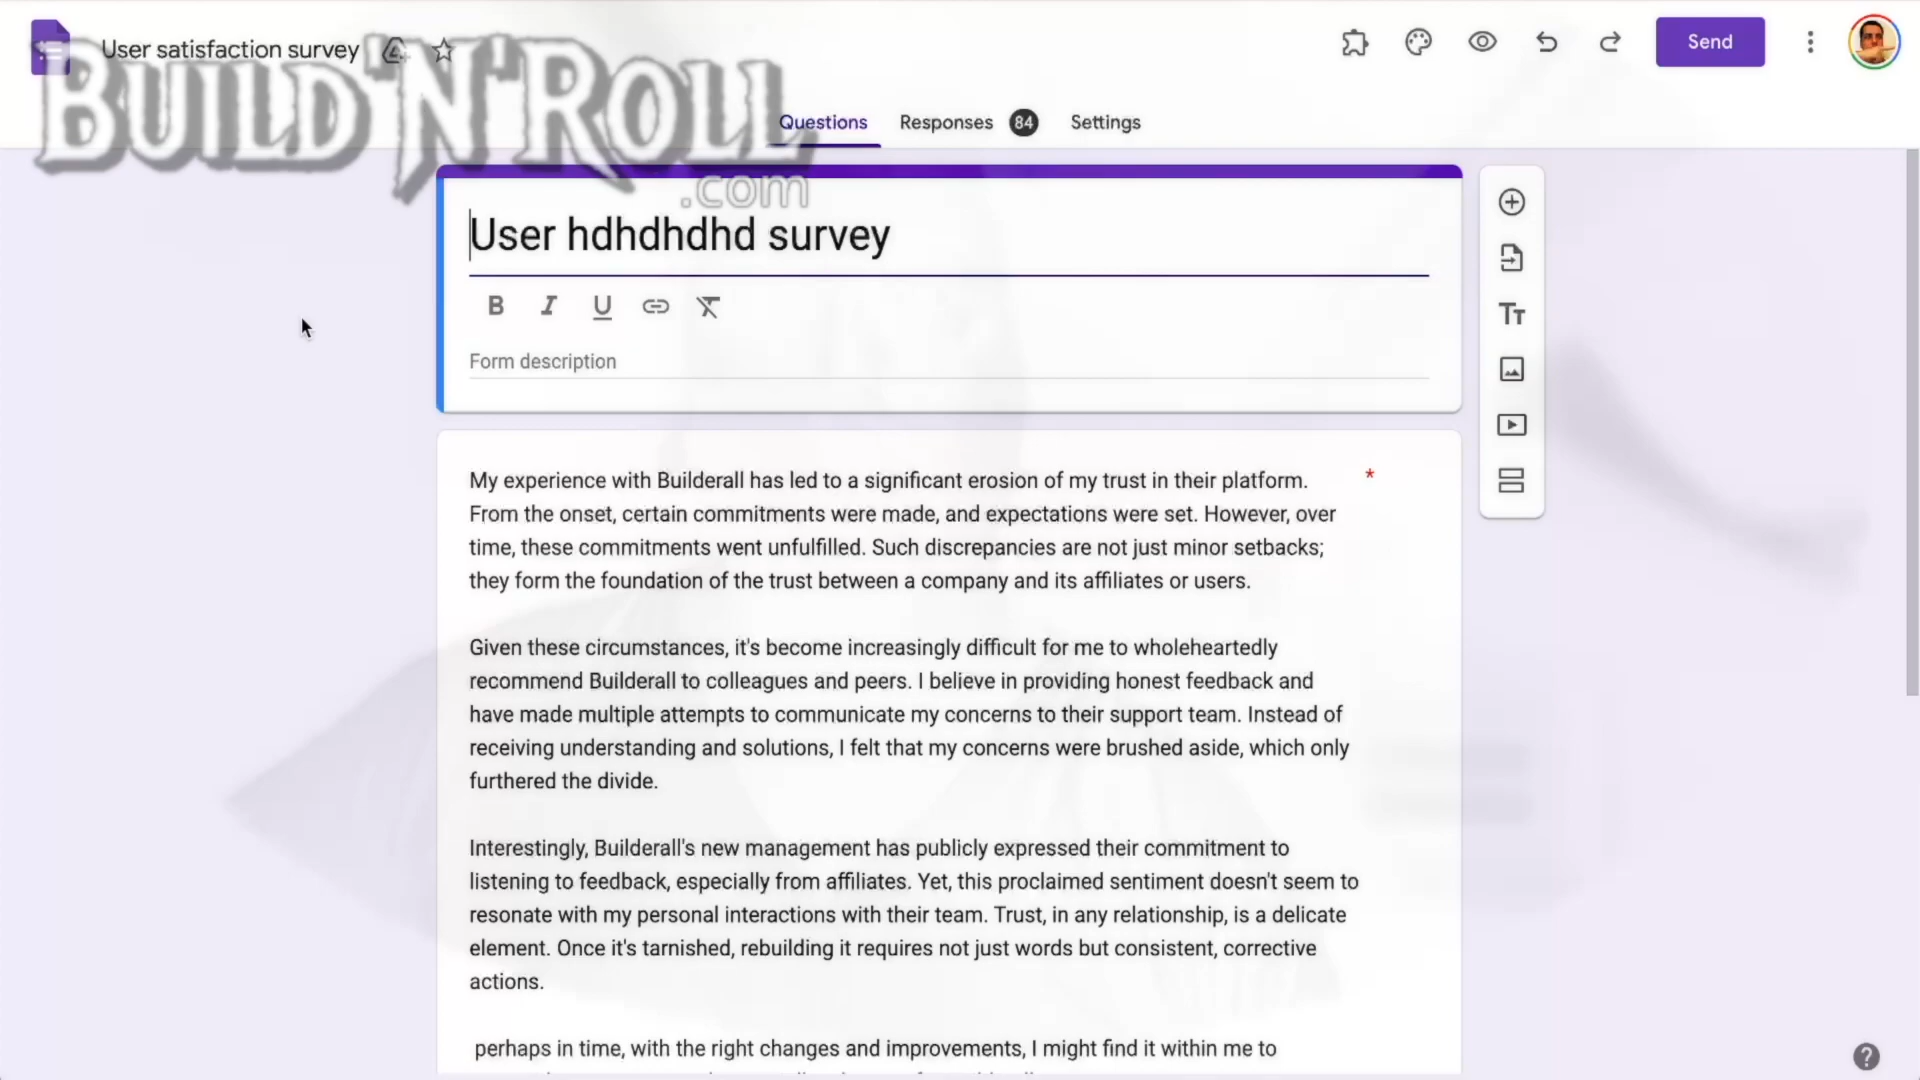 User satisfaction survey
BUILD'N'ROLL
.com
Send
Questions
Responses 84
Settings
User hdhdhdhd survey
B I U
Form description
My experience with Builderall has led to a significant erosion of my trust in their platform. *
From the onset, certain commitments were made, and expectations were set. However, over
time, these commitments went unfulfilled. Such discrepancies are not just minor setbacks;
they form the foundation of the trust between a company and its affiliates or users.
Given these circumstances, it's become increasingly difficult for me to wholeheartedly
recommend Builderall to colleagues and peers. I believe in providing honest feedback and
have made multiple attempts to communicate my concerns to their support team. Instead of
receiving understanding and solutions, I felt that my concerns were brushed aside, which only
furthered the divide.
Interestingly, Builderall's new management has publicly expressed their commitment to
listening to feedback, especially from affiliates. Yet, this proclaimed sentiment doesn't seem to
resonate with my personal interactions with their team. Trust, in any relationship, is a delicate
element. Once it's tarnished, rebuilding it requires not just words but consistent, corrective
actions.
perhaps in time, with the right changes and improvements, I might find it within me to